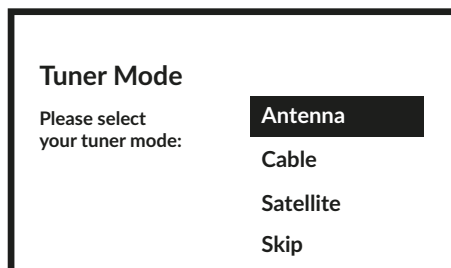 Tuner Mode
Please select
your tuner mode:
Antenna
Cable
Satellite
Skip